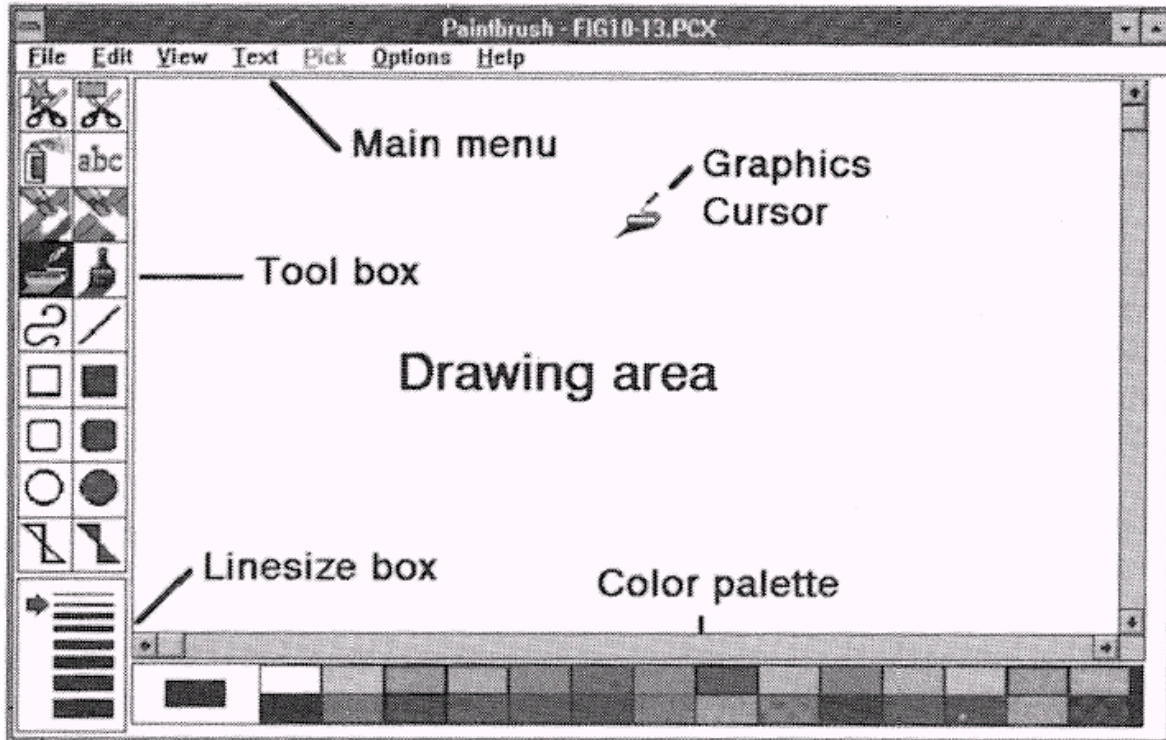 Paintbrush - FIG10-13.PCX
File Edit View Text Pick Options Help
Main menu
abc
Graphics
Cursor
Tool box
Drawing area
Linesize box
Color palette